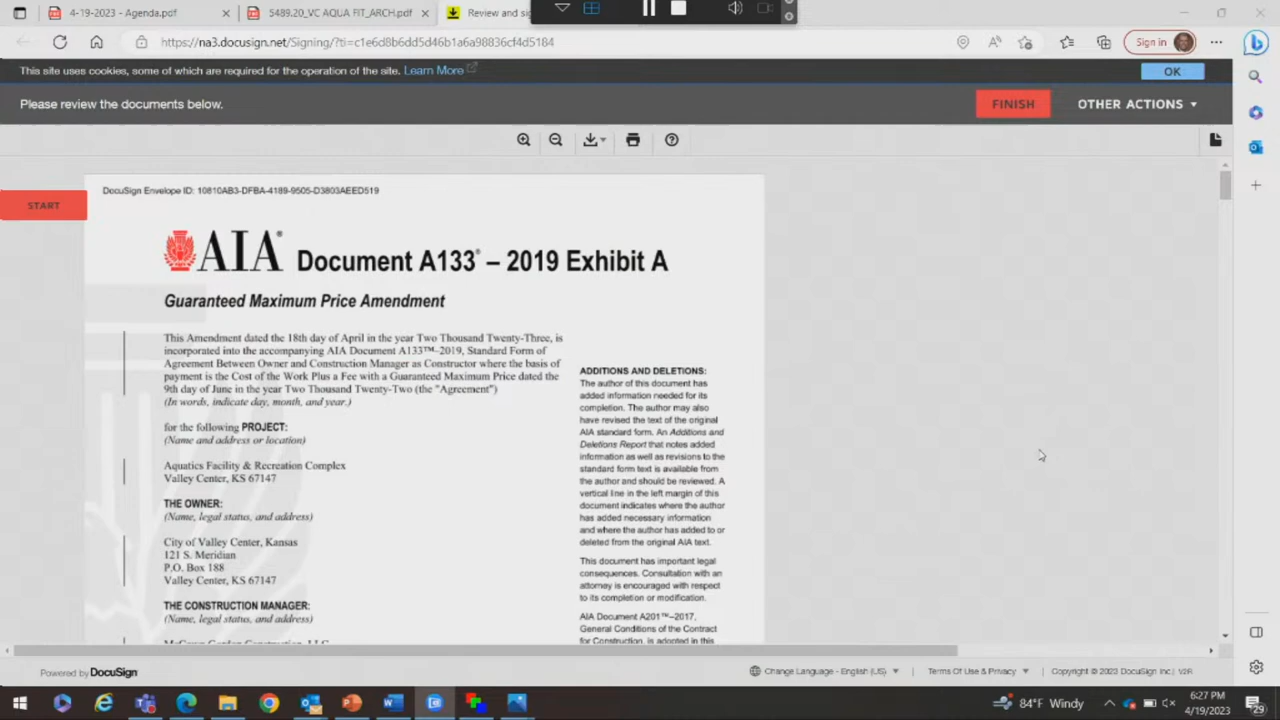 4-19-2023 - Agenda.pdf
5489.20_VC AQUA FIT_ARCH.pdf
Review and sig
https://na3.docusign.net/Signing/?ti=c1e6d8b6dd5d46b1a6a98836cf4d5184
Sign in
This site uses cookies, some of which are required for the operation of the site. Learn More
OK
Please review the documents below.
FINISH
OTHER ACTIONS
START
DocuSign Envelope ID: 10810AB3-DFBA-4189-9505-D3803AEED519
AIA® Document A133® – 2019 Exhibit A
Guaranteed Maximum Price Amendment
This Amendment dated the 18th day of April in the year Two Thousand Twenty-Three, is
incorporated into the accompanying AIA Document A133™–2019, Standard Form of
Agreement Between Owner and Construction Manager as Constructor where the basis of
payment is the Cost of the Work Plus a Fee with a Guaranteed Maximum Price dated the
9th day of June in the year Two Thousand Twenty-Two (the "Agreement")
(In words, indicate day, month, and year.)
for the following PROJECT:
(Name and address or location)
Aquatics Facility & Recreation Complex
Valley Center, KS 67147
THE OWNER:
(Name, legal status, and address)
City of Valley Center, Kansas
121 S. Meridian
P.O. Box 188
Valley Center, KS 67147
THE CONSTRUCTION MANAGER:
(Name, legal status, and address)
ADDITIONS AND DELETIONS:
The author of this document has
added information needed for its
completion. The author may also
have revised the text of the original
AIA standard form. An Additions and
Deletions Report that notes added
information as well as revisions to the
standard form text is available from
the author and should be reviewed. A
vertical line in the left margin of this
document indicates where the author
has added necessary information
and where the author has added to or
deleted from the original AIA text.
This document has important legal
consequences. Consultation with an
attorney is encouraged with respect
to its completion or modification.
AIA Document A201™–2017,
General Conditions of the Contract
for Construction, is adopted in this
Powered by DocuSign
Change Language - English (US)
Terms Of Use & Privacy
Copyright © 2023 DocuSign Inc.
V2R
84°F Windy
6:27 PM
4/19/2023
29